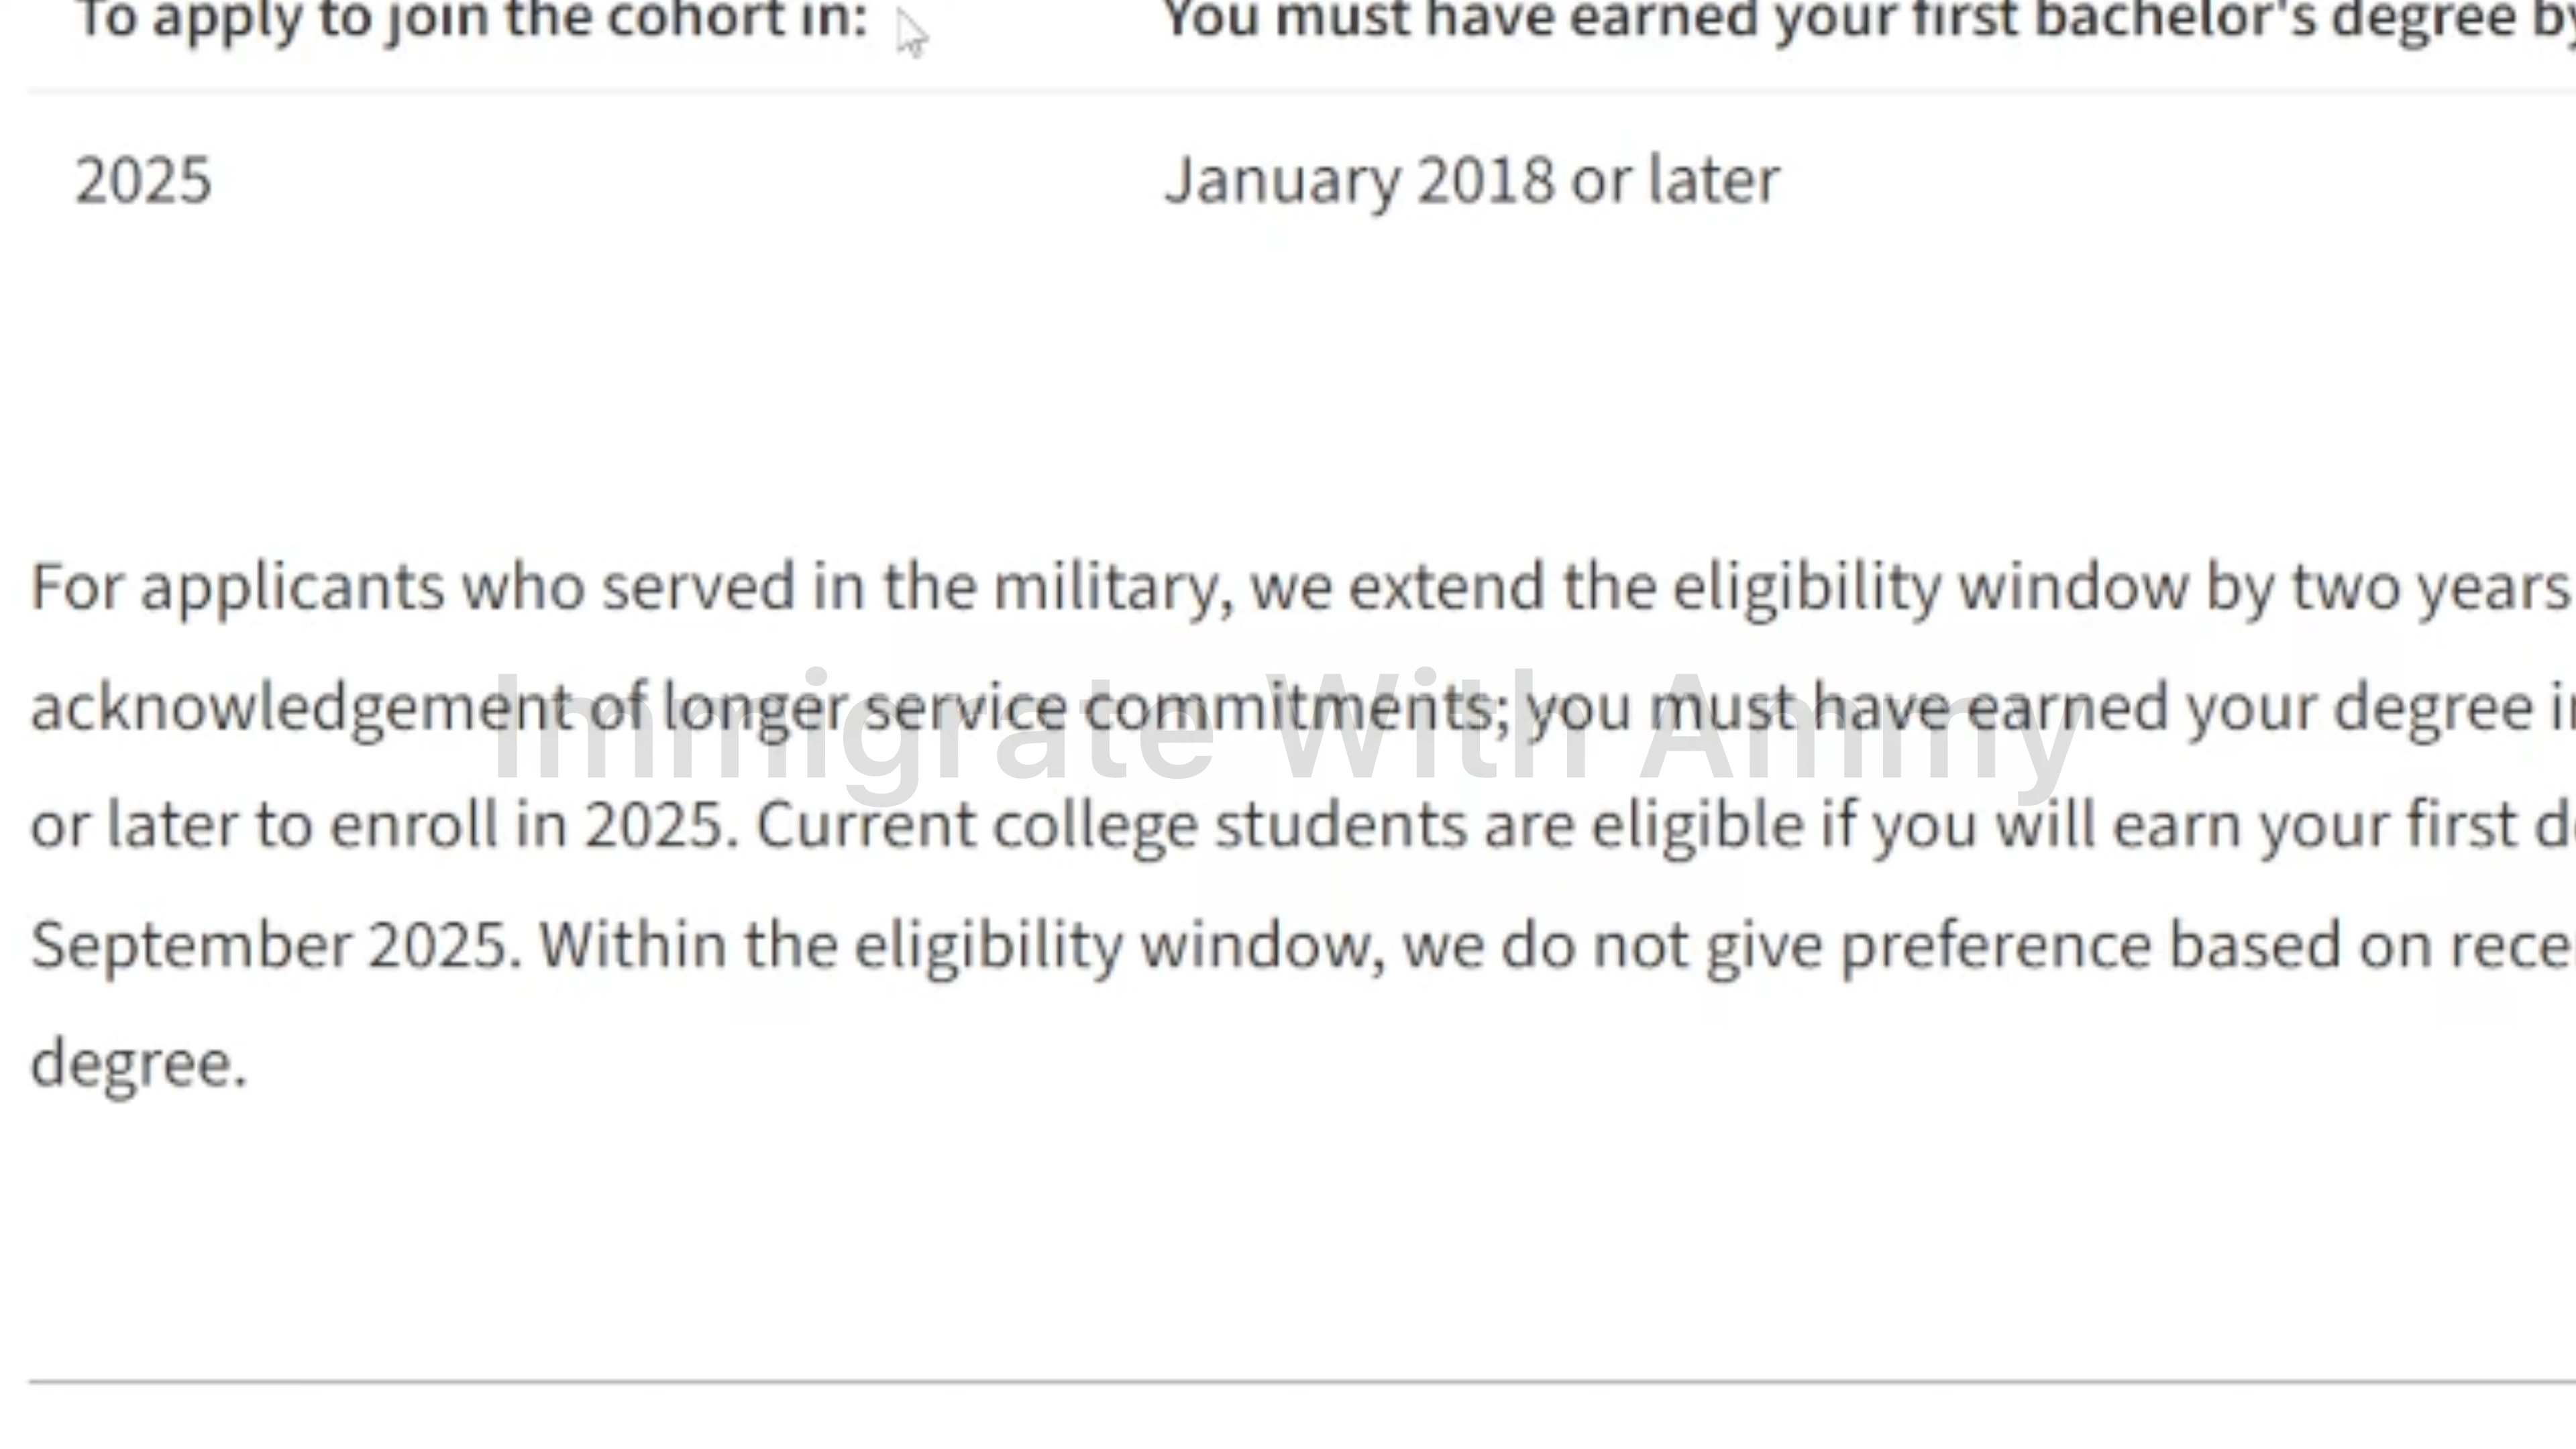 To apply to join the cohort in:
You must have earned your first bachelor's degree by
2025
January 2018 or later
For applicants who served in the military, we extend the eligibility window by two years
acknowledgement of longer service commitments; you must have earned your degree
Immigrate With Ammy
or later to enroll in 2025. Current college students are eligible if you will earn your first
September 2025. Within the eligibility window, we do not give preference based on
degree.